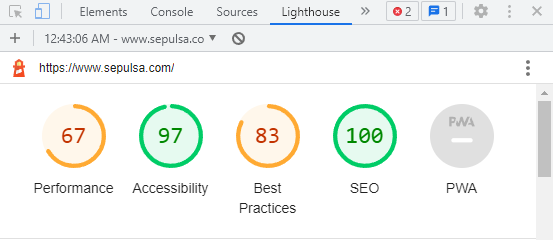 Elements Console Sources Lighthouse » 2 1
12:43:06 AM - www.sepulsa.co
https://www.sepulsa.com/
67 97 83 100 PWA
Performance Accessibility Best Practices SEO PWA